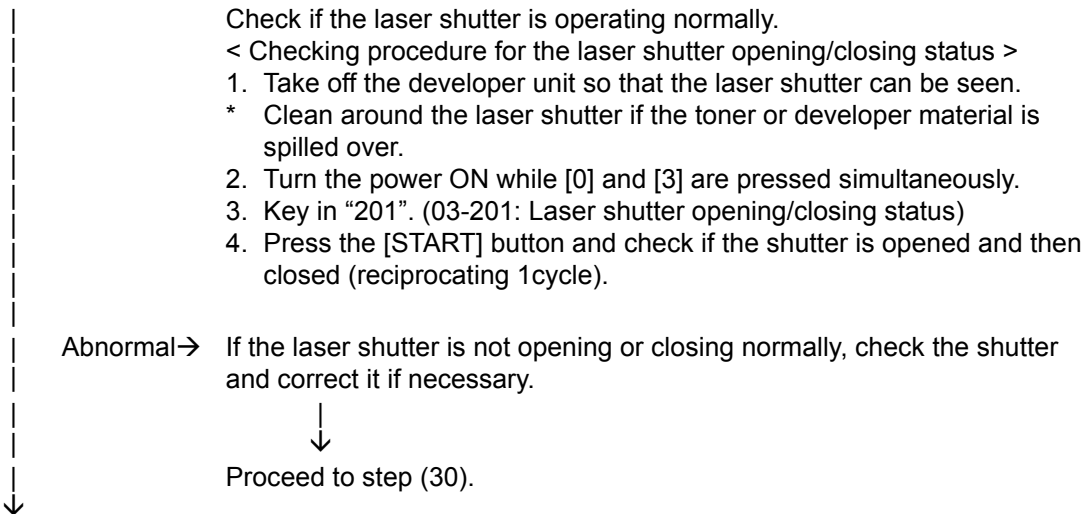 Check if the laser shutter is operating normally.
< Checking procedure for the laser shutter opening/closing status >
1. Take off the developer unit so that the laser shutter can be seen.
* Clean around the laser shutter if the toner or developer material is
spilled over.
2. Turn the power ON while [0] and [3] are pressed simultaneously.
3. Key in “201”. (03-201: Laser shutter opening/closing status)
4. Press the [START] button and check if the shutter is opened and then
closed (reciprocating 1cycle).
Abnormal→ If the laser shutter is not opening or closing normally, check the shutter
and correct it if necessary.
Proceed to step (30).